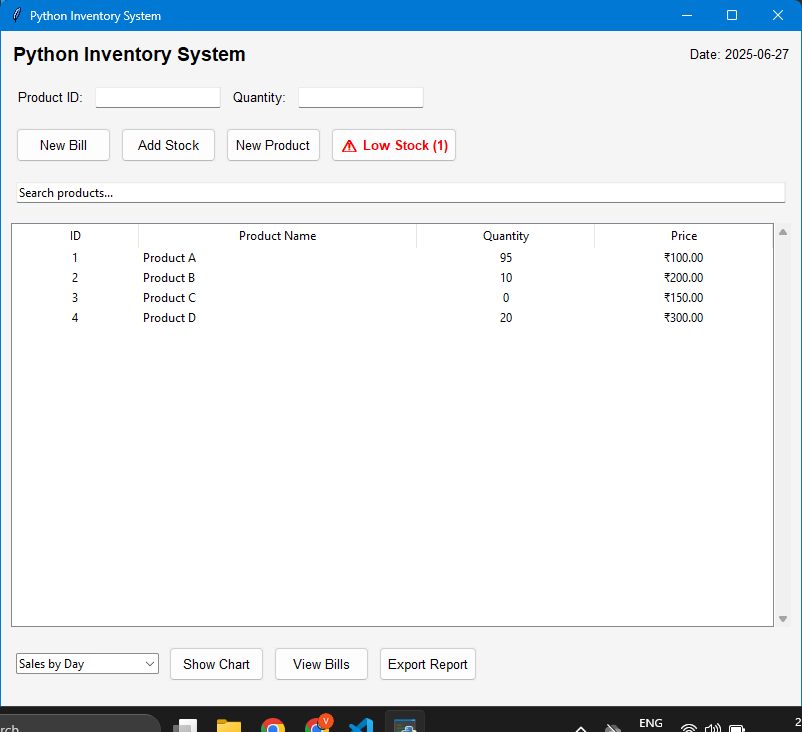 Python Inventory System
Python Inventory System Date: 2025-06-27
Product ID: Quantity:
New Bill Add Stock New Product ⚠ Low Stock (1)
Search products...
ID Product Name Quantity Price
1 Product A 95 ₹100.00
2 Product B 10 ₹200.00
3 Product C 0 ₹150.00
4 Product D 20 ₹300.00
Sales by Day Show Chart View Bills Export Report
V
ENG